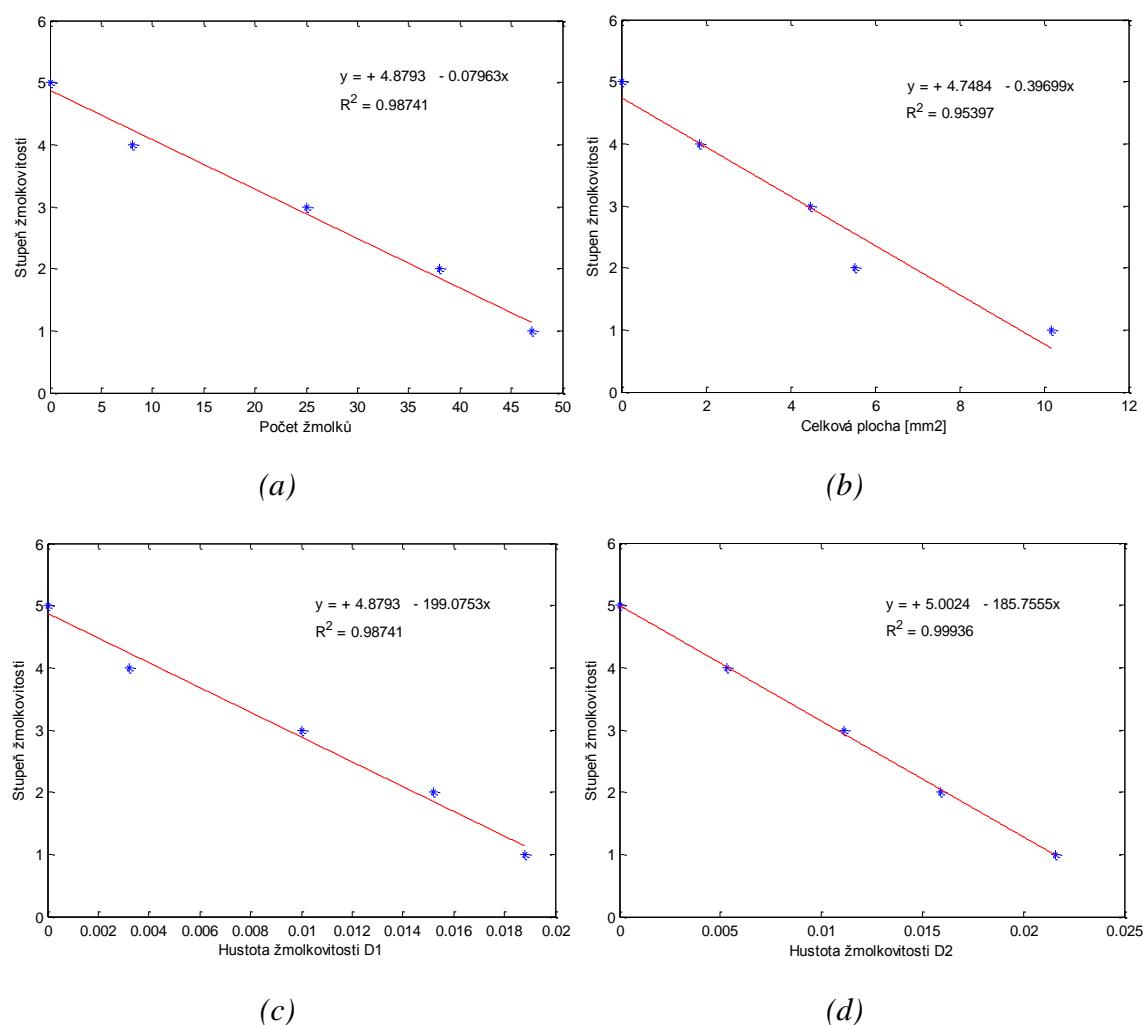 6
5
4
3
2
1
0
Stupeň žmolkovitosti
y = + 4.8793 - 0.07963x
R² = 0.98741
0 5 10 15 20 25 30 35 40 45 50
Počet žmolků
(a)
6
5
4
3
2
1
0
Stupen žmolkovitosti
y = + 4.7484 - 0.39699x
R² = 0.95397
0 2 4 6 8 10 12
Celková plocha [mm2]
(b)
6
5
4
3
2
1
0
Stupeň žmolkovitosti
y = + 4.8793 - 199.0753x
R² = 0.98741
0 0.002 0.004 0.006 0.008 0.01 0.012 0.014 0.016 0.018 0.02
Hustota žmolkovitosti D1
(c)
6
5
4
3
2
1
0
Stupeň žmolkovitosti
y = + 5.0024 - 185.7555x
R² = 0.99936
0 0.005 0.01 0.015 0.02 0.025
Hustota žmolkovitosti D2
(d)